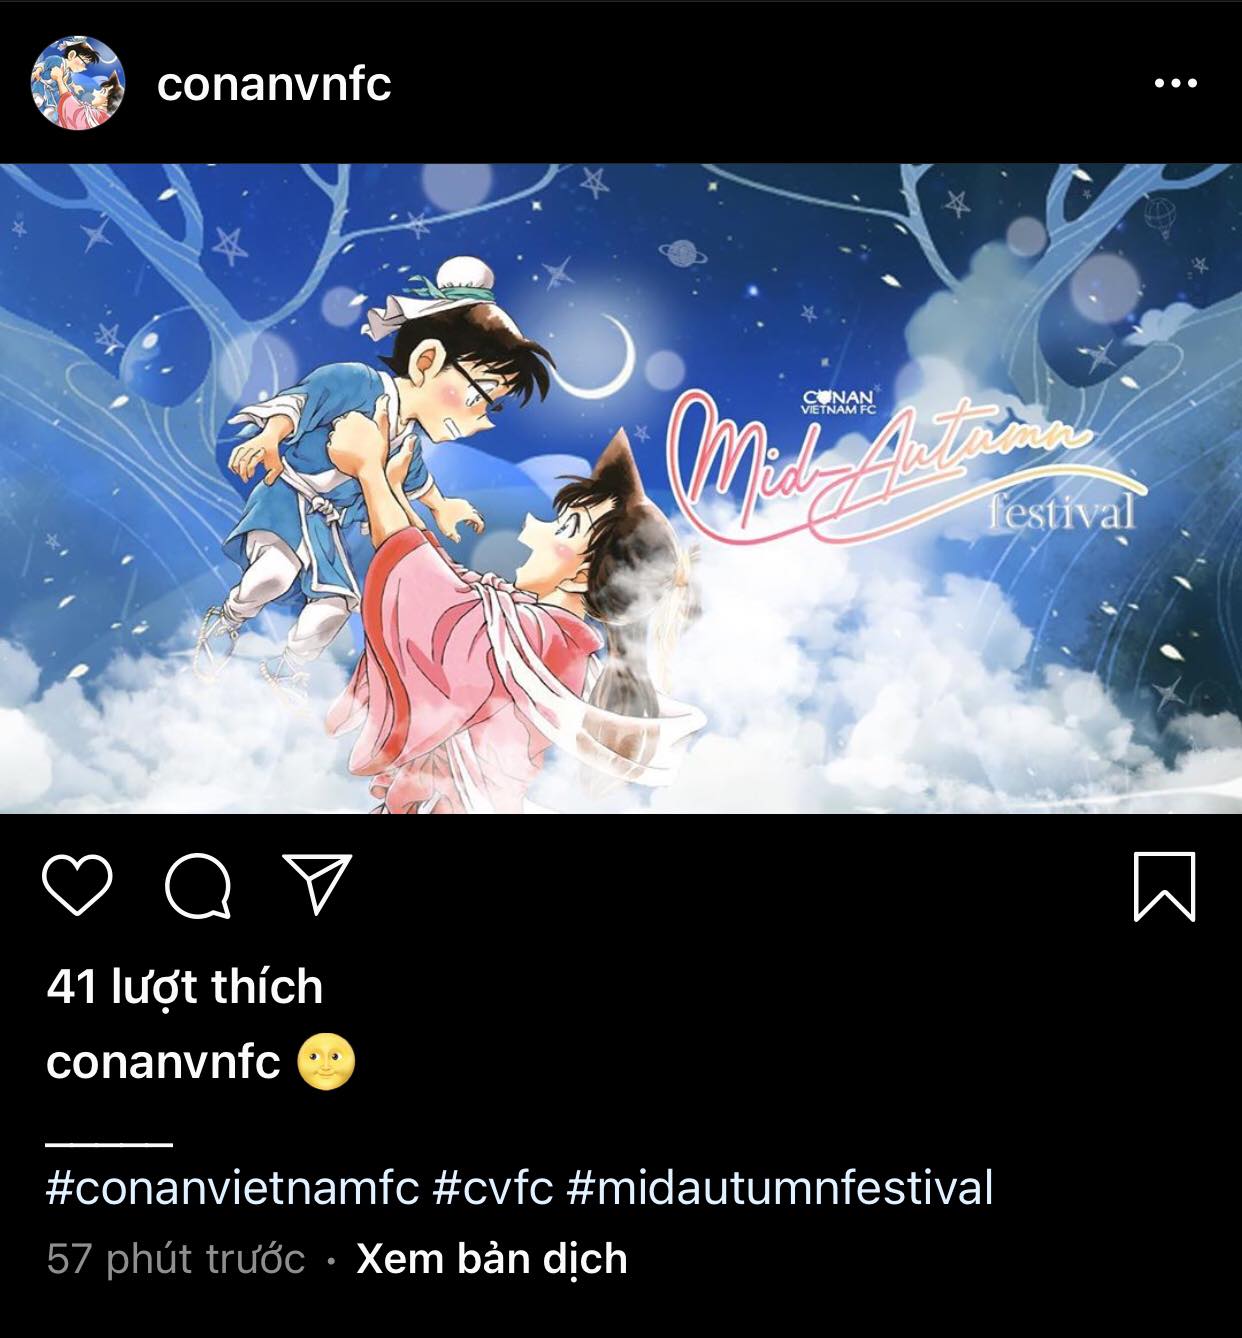 conanvnfc
CONAN
VIETNAM FC
Mid-Autumn
festival
41 lượt thích
conanvnfc 🌝
_____
#conanvietnamfc #cvfc #midautumnfestival
57 phút trước • Xem bản dịch